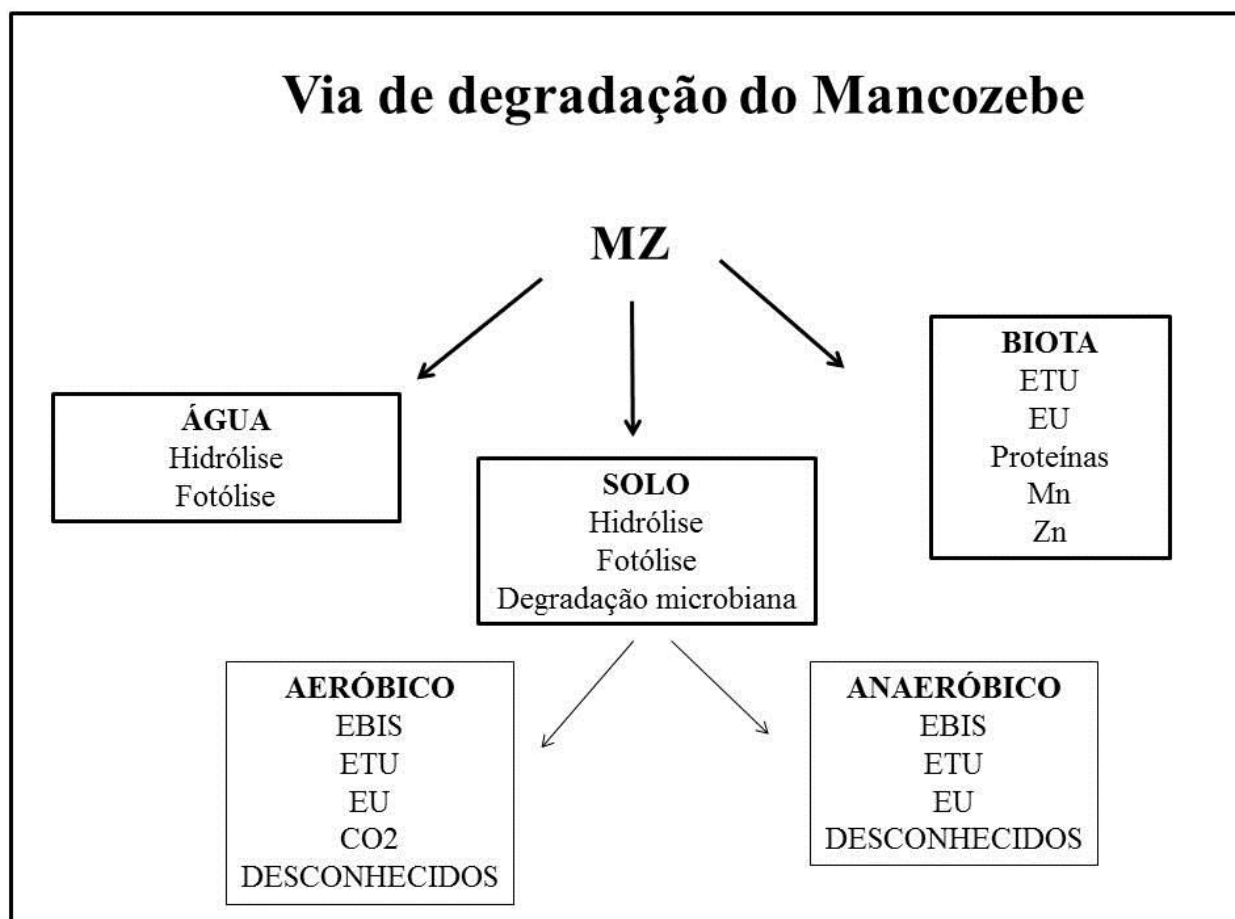 Via de degradação do Mancozebe
MZ
ÁGUA
Hidrólise
Fotólise
SOLO
Hidrólise
Fotólise
Degradação microbiana
BIOTA
ETU
EU
Proteínas
Mn
Zn
AERÓBICO
EBIS
ETU
EU
CO2
DESCONHECIDOS
ANAERÓBICO
EBIS
ETU
EU
DESCONHECIDOS